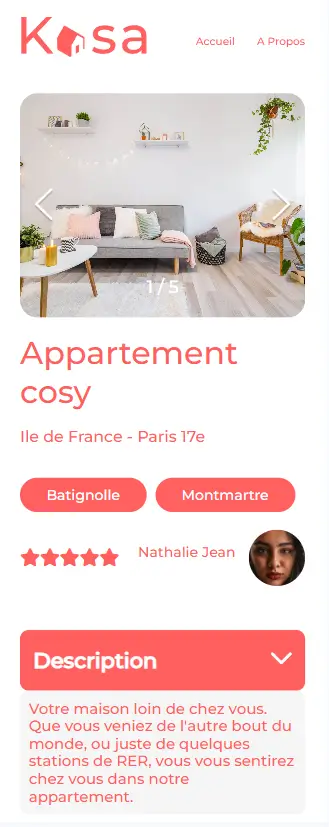 Kasa
Accueil A Propos
1 / 5
Appartement
cosy
Ile de France - Paris 17e
Batignolle Montmartre
Nathalie Jean
Description
Votre maison loin de chez vous.
Que vous veniez de l'autre bout du
monde, ou juste de quelques
stations de RER, vous vous sentirez
chez vous dans notre
appartement.